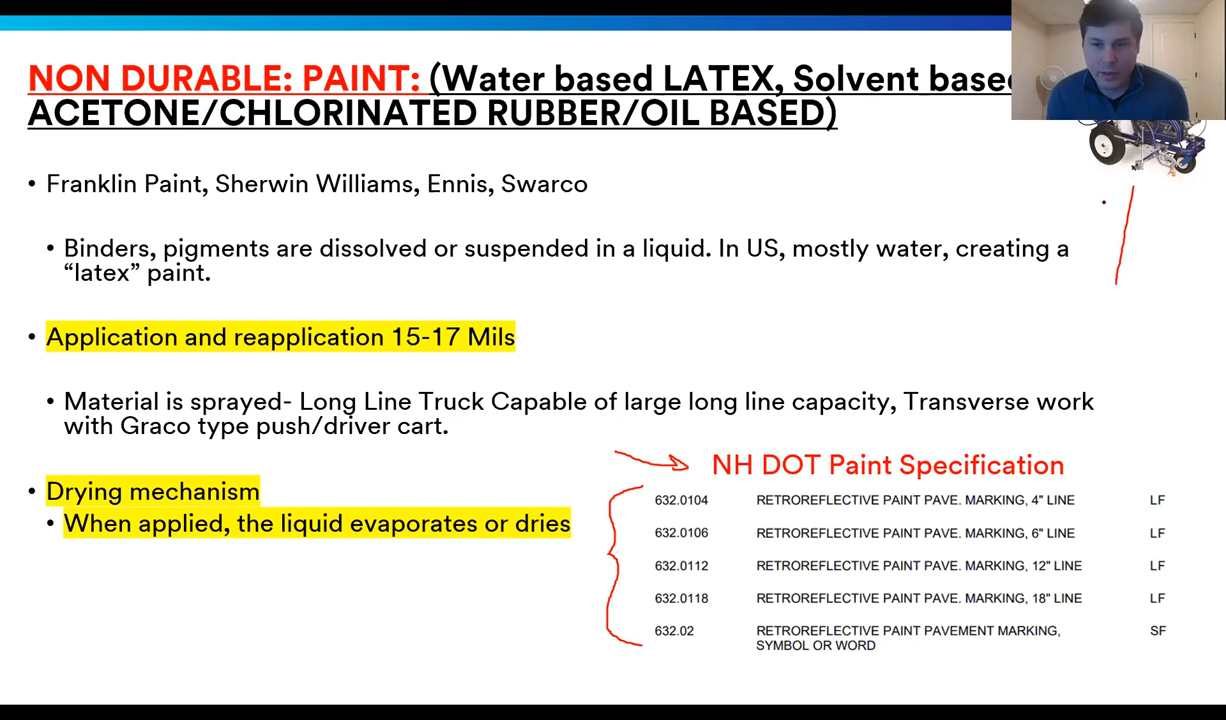 NON DURABLE: PAINT: (Water based LATEX, Solvent based
ACETONE/CHLORINATED RUBBER/OIL BASED)
• Franklin Paint, Sherwin Williams, Ennis, Swarco
• Binders, pigments are dissolved or suspended in a liquid. In US, mostly water, creating a
“latex” paint.
• Application and reapplication 15-17 Mils
• Material is sprayed- Long Line Truck Capable of large long line capacity, Transverse work
with Graco type push/driver cart.
• Drying mechanism
• When applied, the liquid evaporates or dries
NH DOT Paint Specification
632.0104 RETROREFLECTIVE PAINT PAVE. MARKING, 4" LINE LF
632.0106 RETROREFLECTIVE PAINT PAVE. MARKING, 6" LINE LF
632.0112 RETROREFLECTIVE PAINT PAVE. MARKING, 12" LINE LF
632.0118 RETROREFLECTIVE PAINT PAVE. MARKING, 18" LINE LF
632.02 RETROREFLECTIVE PAINT PAVEMENT MARKING, SF
SYMBOL OR WORD